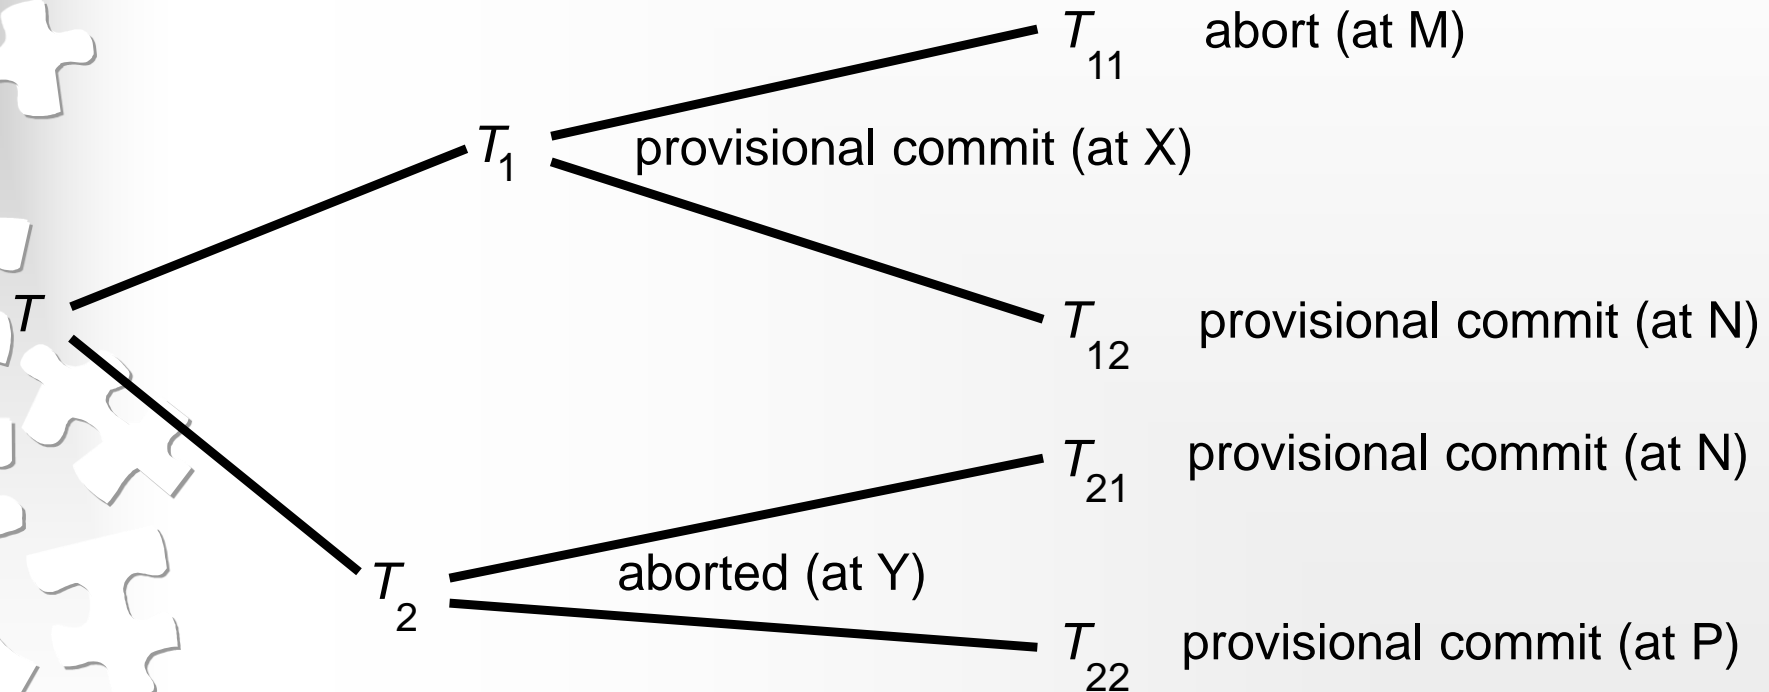 T11 abort (at M)
T1 provisional commit (at X)
T
T12 provisional commit (at N)
T21 provisional commit (at N)
T2 aborted (at Y)
T22 provisional commit (at P)